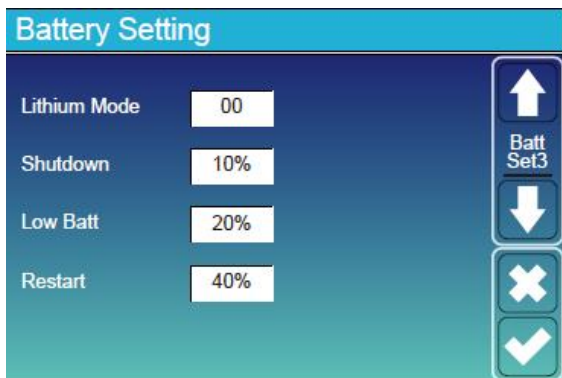 Battery Setting
Lithium Mode 00
Shutdown 10%
Low Batt 20%
Restart 40%
Batt
Set3